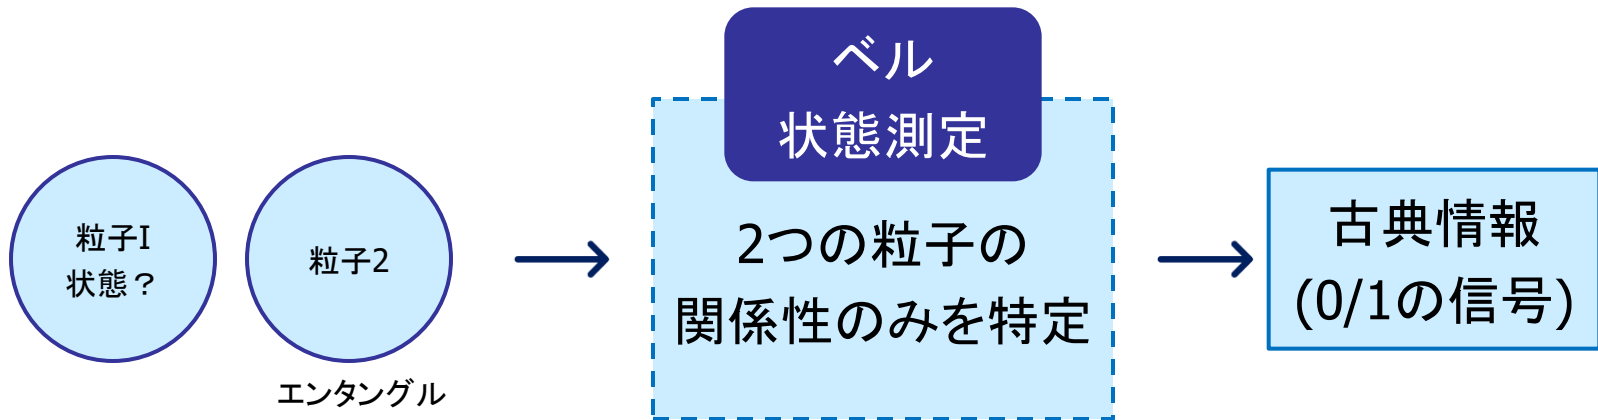 ベル
状態測定
粒子I
状態？
粒子2
エンタングル
2つの粒子の
関係性のみを特定
古典情報
(0/1の信号)